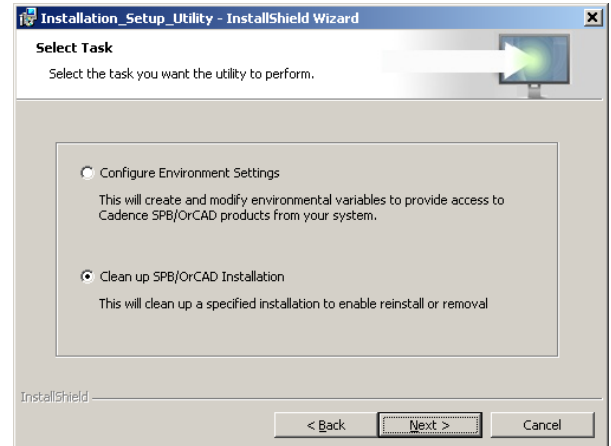 Installation_Setup_Utility - InstallShield Wizard
Select Task
Select the task you want the utility to perform.
Configure Environment Settings
This will create and modify environmental variables to provide access to
Cadence SPB/OrCAD products from your system.
Clean up SPB/OrCAD Installation
This will clean up a specified installation to enable reinstall or removal
InstallShield
< Back Next > Cancel